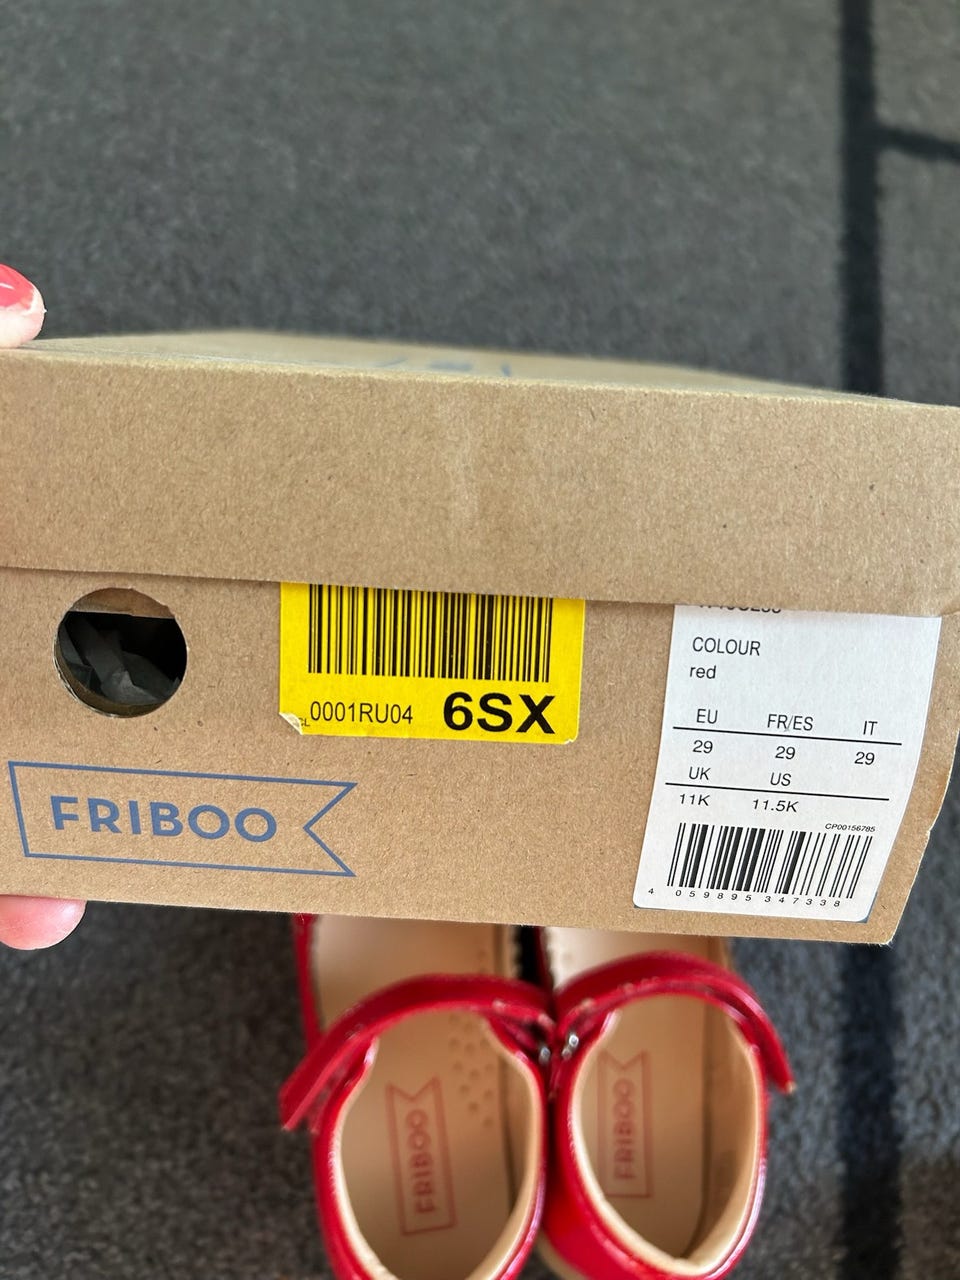 0001RU04 6SX
FRIBOO
COLOUR
red
EU FR/ES IT
29 29 29
UK US
11K 11.5K
CP00156785
4 059895 347338
FRIBOO
FRIBOO